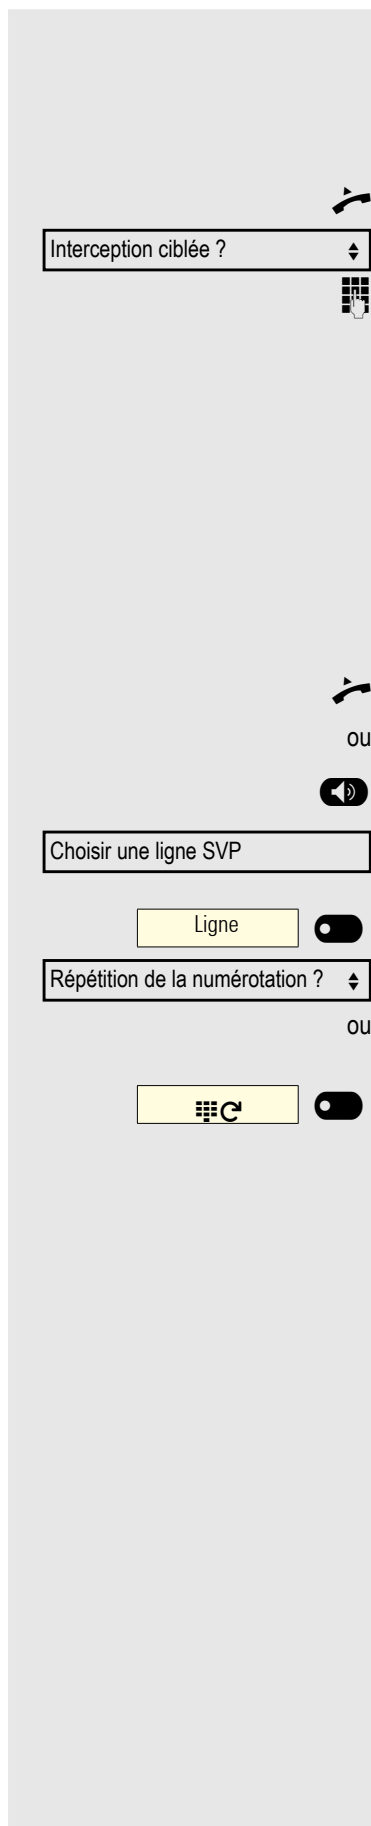 Interception ciblée ?
ou
Choisir une ligne SVP
Ligne
Répétition de la numérotation ?
ou